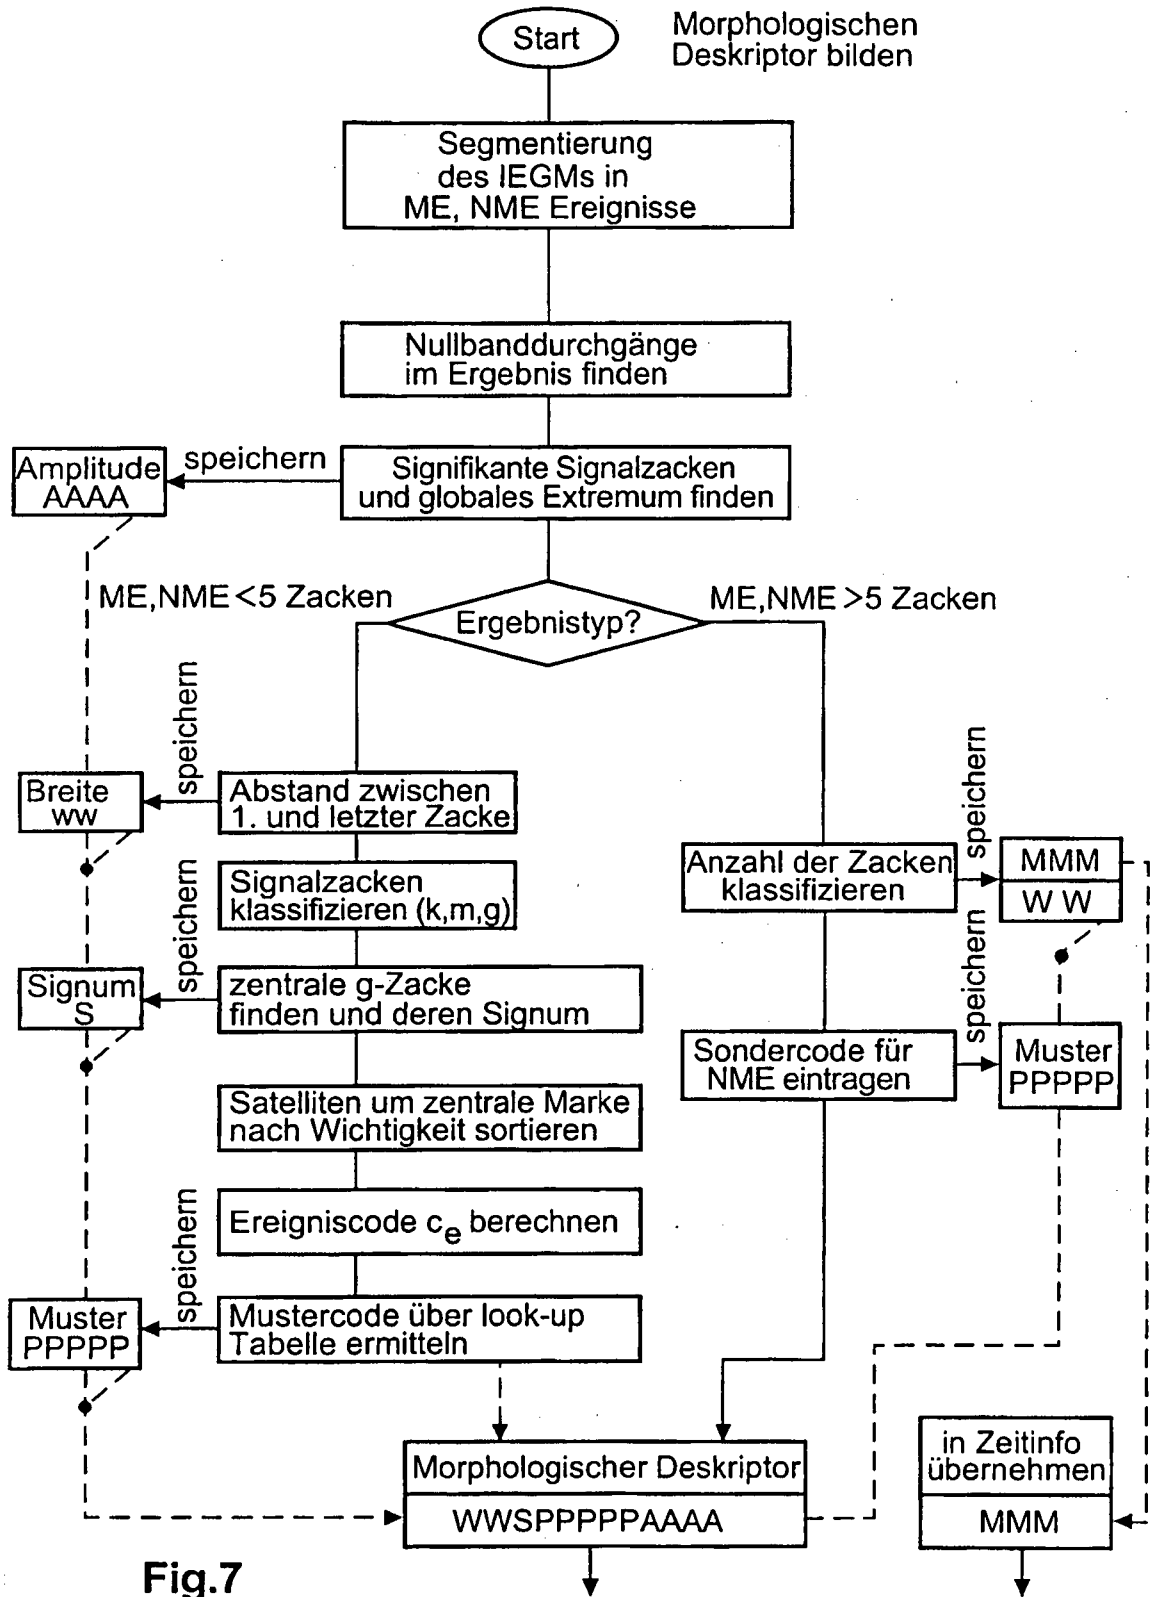 Start
Morphologischen
Deskriptor bilden
Segmentierung
des IEGMs in
ME, NME Ereignisse
Nullbanddurchgänge
im Ergebnis finden
Amplitude
AAAA
speichern
Signifikante Signalzacken
und globales Extremum finden
ME,NME <5 Zacken
Ergebnistyp?
ME,NME >5 Zacken
Breite
ww
speichern
Abstand zwischen
1. und letzter Zacke
Signalzacken
klassifizieren (k,m,g)
Signum
S
speichern
zentrale g-Zacke
finden und deren Signum
Satelliten um zentrale Marke
nach Wichtigkeit sortieren
Ereigniscode ce berechnen
Muster
PPPPP
speichern
Mustercode über look-up
Tabelle ermitteln
Anzahl der Zacken
klassifizieren
speichern
MMM
W W
Sondercode für
NME eintragen
speichern
Muster
PPPPP
Morphologischer Deskriptor
WWSPPPPPAAAA
in Zeitinfo
übernehmen
MMM
Fig.7